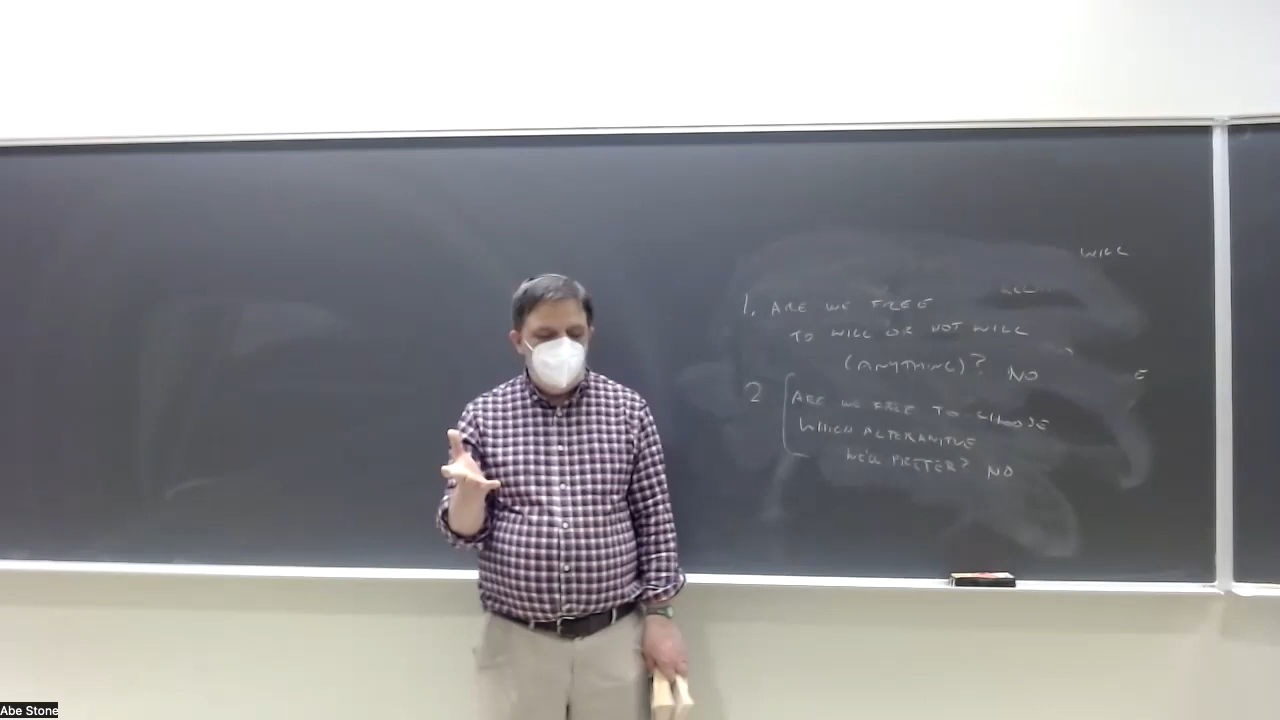 WILL
1. ARE WE FREE
TO WILL OR NOT WILL
(ANYTHING)? NO
E
2 ARE WE FREE TO CHOOSE
WHICH ALTERANITVE
WE'LL PREFER? NO
Abe Stone